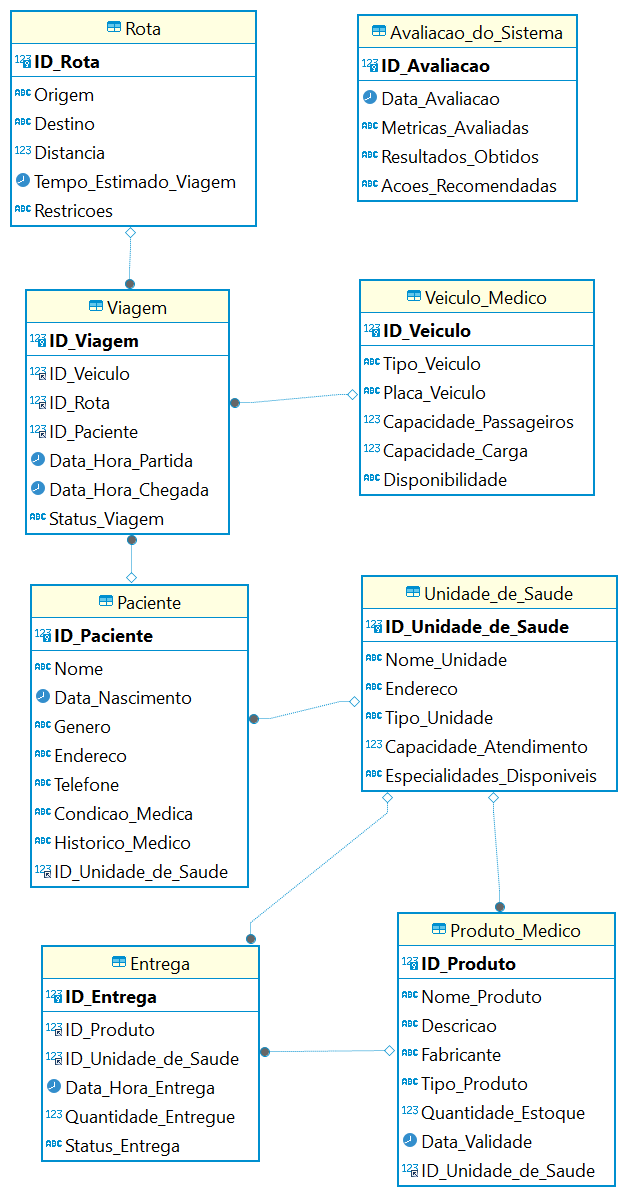 Rota
ID_Rota
Origem
Destino
Distancia
Tempo_Estimado_Viagem
Restricoes
Avaliacao_do_Sistema
ID_Avaliacao
Data_Avaliacao
Metricas_Avaliadas
Resultados_Obtidos
Acoes_Recomendadas
Viagem
ID_Viagem
ID_Veiculo
ID_Rota
ID_Paciente
Data_Hora_Partida
Data_Hora_Chegada
Status_Viagem
Veiculo_Medico
ID_Veiculo
Tipo_Veiculo
Placa_Veiculo
Capacidade_Passageiros
Capacidade_Carga
Disponibilidade
Paciente
ID_Paciente
Nome
Data_Nascimento
Genero
Endereco
Telefone
Condicao_Medica
Historico_Medico
ID_Unidade_de_Saude
Unidade_de_Saude
ID_Unidade_de_Saude
Nome_Unidade
Endereco
Tipo_Unidade
Capacidade_Atendimento
Especialidades_Disponiveis
Entrega
ID_Entrega
ID_Produto
ID_Unidade_de_Saude
Data_Hora_Entrega
Quantidade_Entregue
Status_Entrega
Produto_Medico
ID_Produto
Nome_Produto
Descricao
Fabricante
Tipo_Produto
Quantidade_Estoque
Data_Validade
ID_Unidade_de_Saude